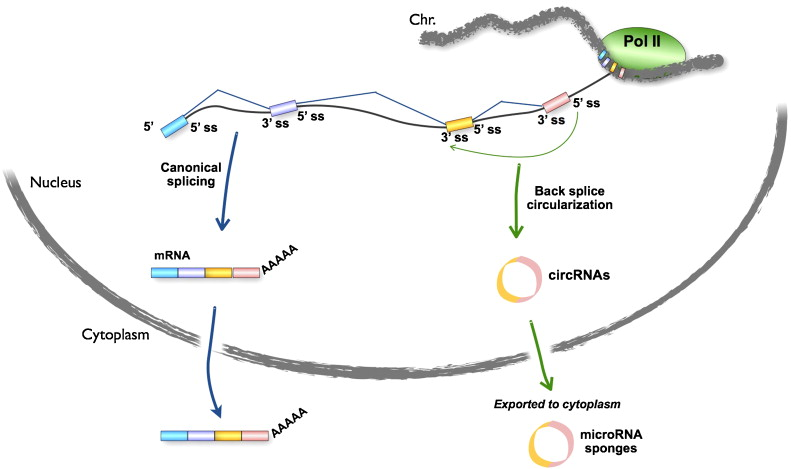 Chr.
Pol II
5’
5’ ss
3’ ss
5’ ss
3’ ss
5’ ss
3’ ss
5’ ss
Canonical
splicing
Nucleus
Back splice
circularization
mRNA
AAAAA
circRNAs
Cytoplasm
Exported to cytoplasm
AAAAA
microRNA
sponges